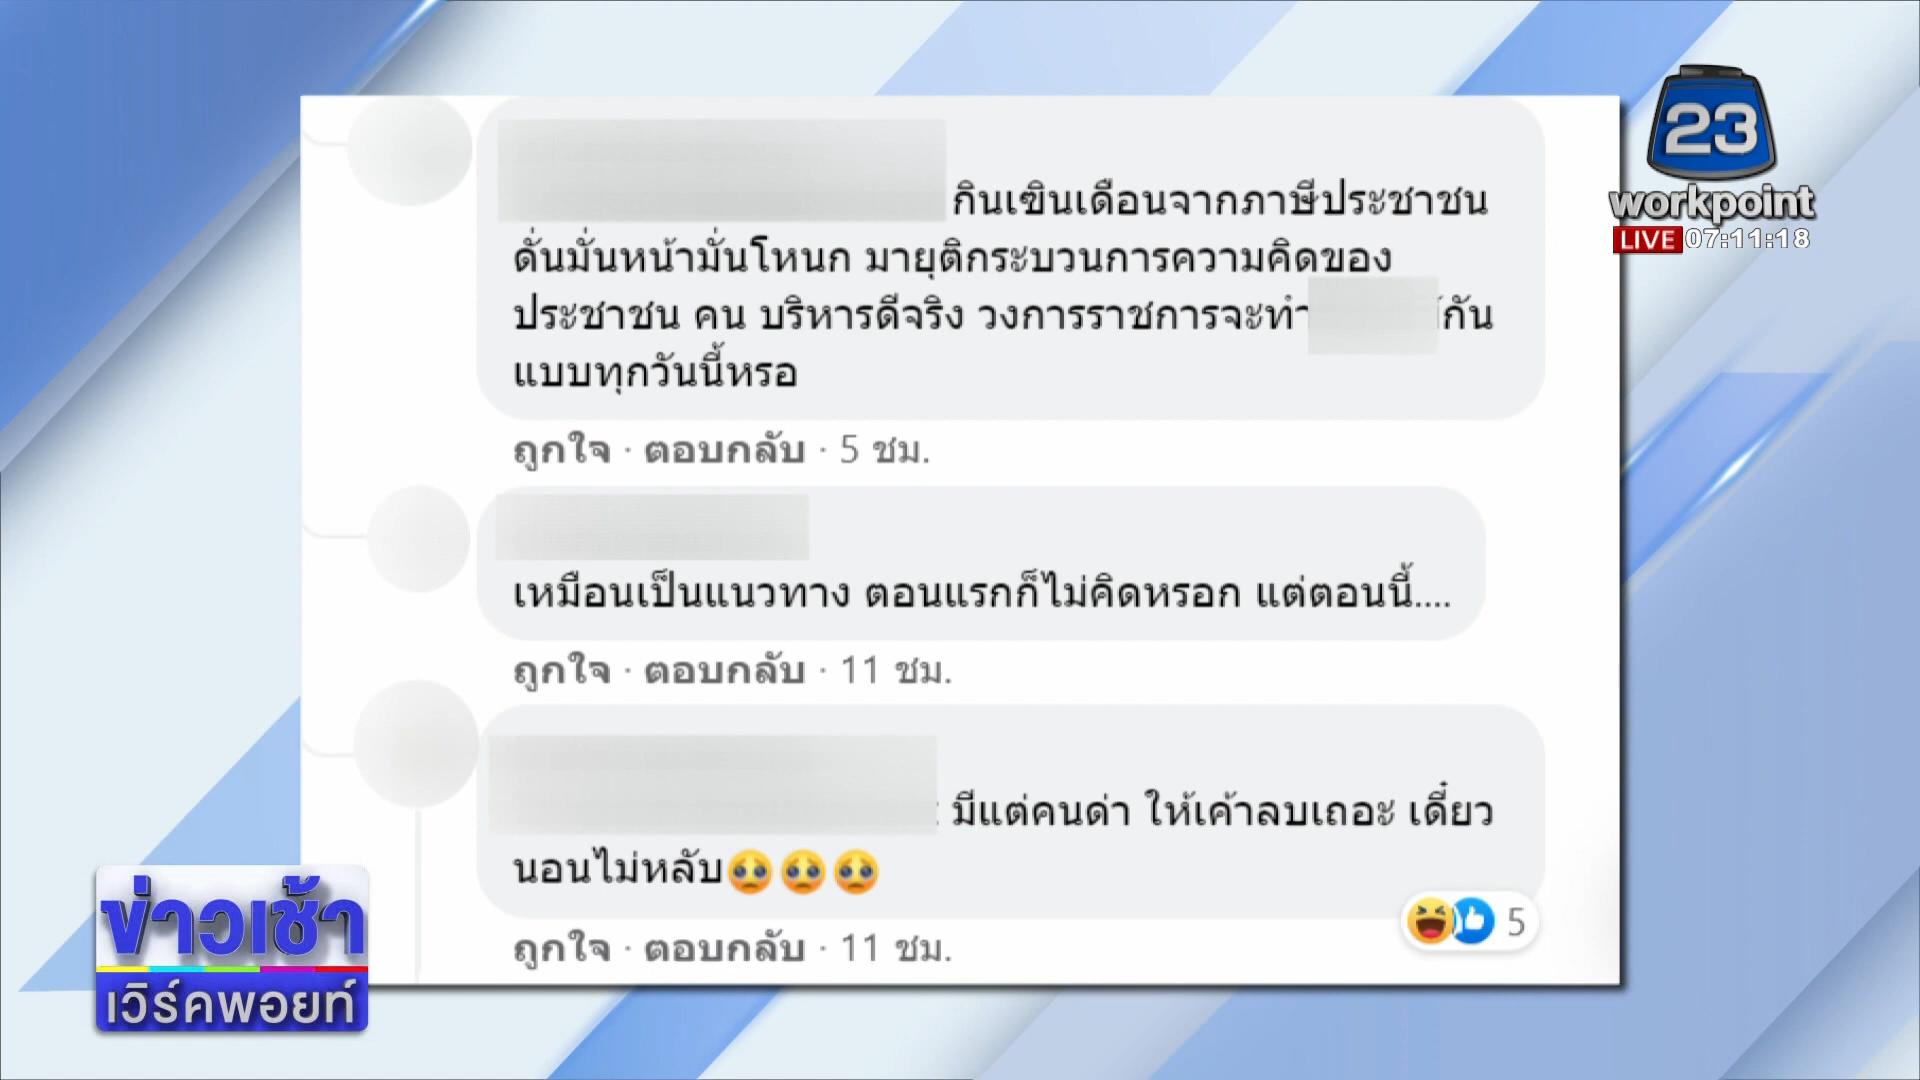 23
workpoint
LIVE 07:11:18
กินเฃินเดือนจากภาษีประชาชน
ดั่นมั่นหน้ามั่นโหนก มายุติกระบวนการความคิดของ
ประชาชน คน บริหารดีจริง วงการราชการจะทำ กัน
แบบทุกวันนี้หรอ
ถูกใจ · ตอบกลับ · 5 ชม.
เหมือนเป็นแนวทาง ตอนแรกก็ไม่คิดหรอก แต่ตอนนี้....
ถูกใจ · ตอบกลับ · 11 ชม.
มีแต่คนด่า ให้เค้าลบเถอะ เดี๋ยว
นอนไม่หลับ🥺🥺🥺
5
ถูกใจ · ตอบกลับ · 11 ชม.
ข่าวเช้า
เวิร์คพอยท์